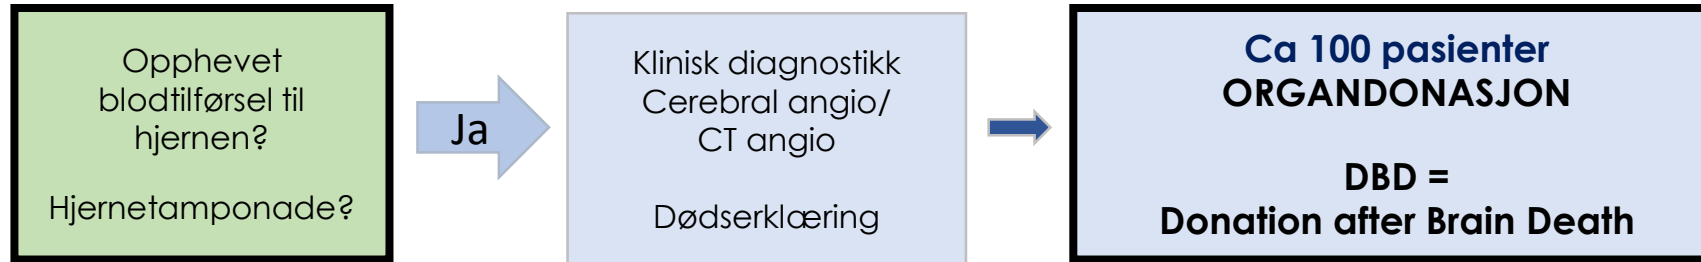 Opphevet
blodtilførsel til
hjernen?
Hjernetamponade?
Ja
Klinisk diagnostikk
Cerebral angio/
CT angio
Dødserklæring
Ca 100 pasienter
ORGANDONASJON
DBD =
Donation after Brain Death